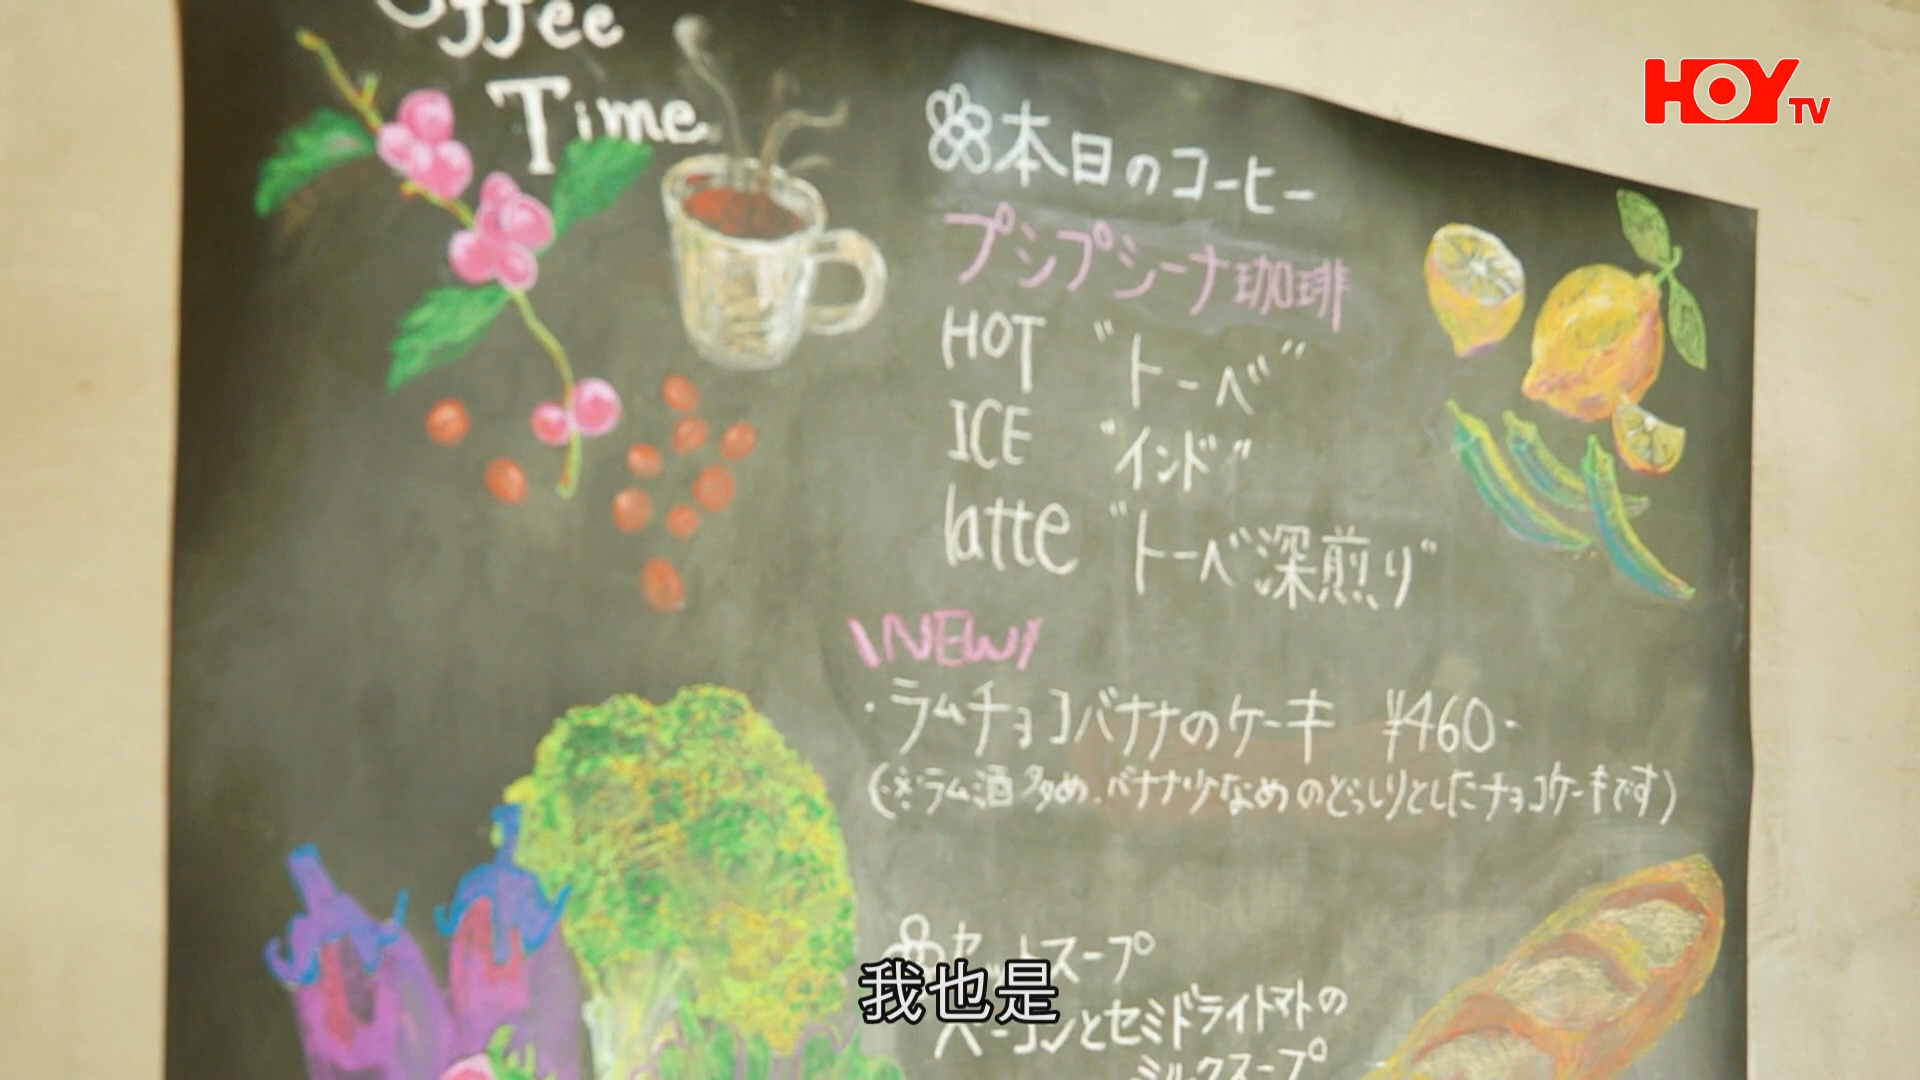 Coffee
Time
HOY TV
本日のコーヒー
プシプシーナ珈琲
HOT "トーベ"
ICE "インド"
latte "トーベ深煎り"
\NEW/
・ラムチョコバナナのケーキ ¥460-
(※ラム酒多め、バナナ少なめのどっしりとしたチョコケーキです)
セットスープ
ベーコンとセミドライトマトの
ミルクスープ
我也是